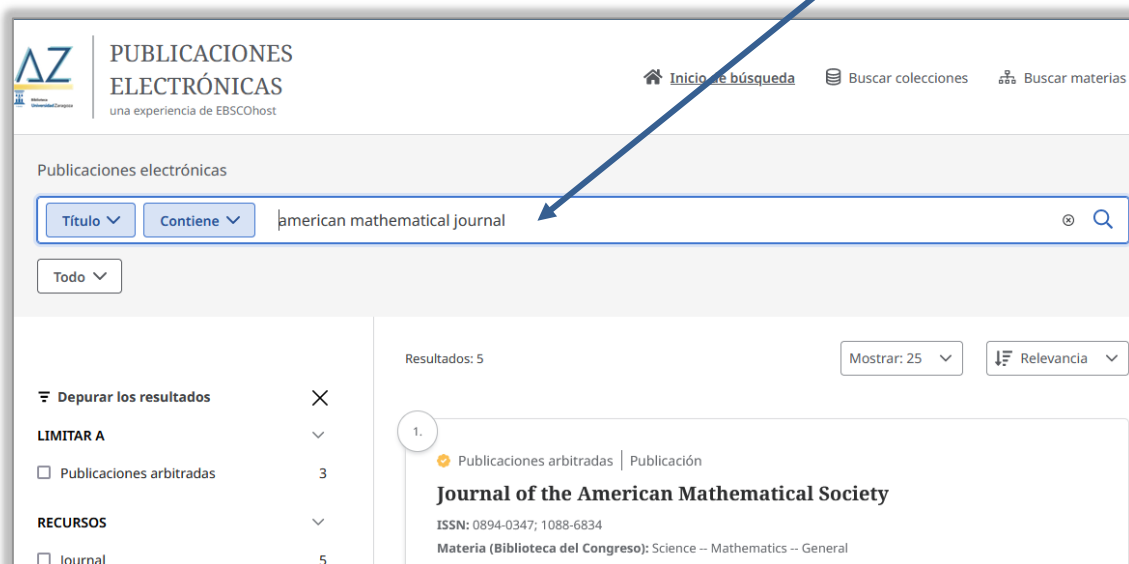 AZ
Biblioteca
Universidad Zaragoza
PUBLICACIONES
ELECTRÓNICAS
una experiencia de EBSCOhost
Inicio de búsqueda
Buscar colecciones
Buscar materias
Publicaciones electrónicas
Título
Contiene
american mathematical journal
Todo
Resultados: 5
Mostrar: 25
Relevancia
Depurar los resultados
LIMITAR A
Publicaciones arbitradas 3
RECURSOS
Journal 5
1.
Publicaciones arbitradas | Publicación
Journal of the American Mathematical Society
ISSN: 0894-0347; 1088-6834
Materia (Biblioteca del Congreso): Science -- Mathematics -- General